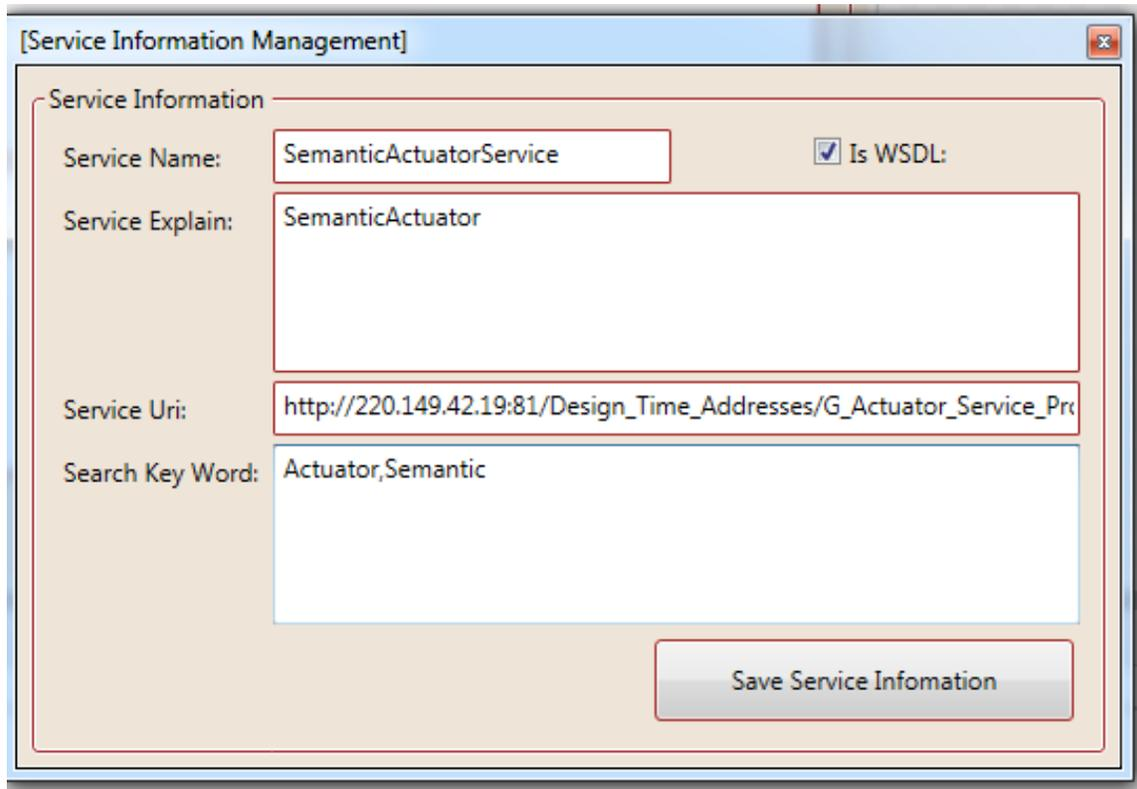 [Service Information Management]
Service Information
Service Name: SemanticActuatorService Is WSDL:
Service Explain: SemanticActuator
Service Uri: http://220.149.42.19:81/Design_Time_Addresses/G_Actuator_Service_Pro
Search Key Word: Actuator,Semantic
Save Service Infomation